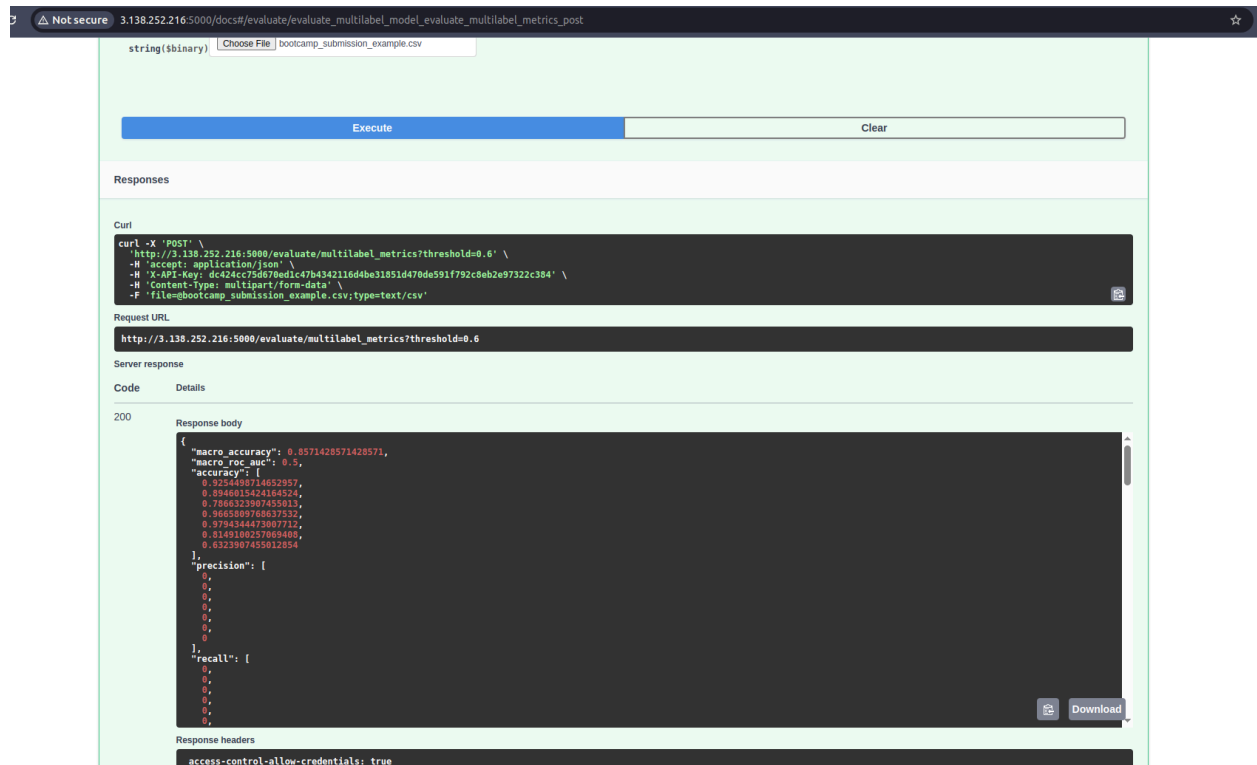 Not secure 3.138.252.216:5000/docs#/evaluate/evaluate_multilabel_model_evaluate_multilabel_metrics_post
string($binary) Choose File bootcamp_submission_example.csv
Execute Clear
Responses
Curl
curl -X 'POST' \
'http://3.138.252.216:5000/evaluate/multilabel_metrics?threshold=0.6' \
-H 'accept: application/json' \
-H 'X-API-Key: dc424cc75d670ed1c47b4342116d4be31851d470de591f792c8eb2e97322c384' \
-H 'Content-Type: multipart/form-data' \
-F 'file=@bootcamp_submission_example.csv;type=text/csv'
Request URL
http://3.138.252.216:5000/evaluate/multilabel_metrics?threshold=0.6
Server response
Code Details
200
Response body
{
"macro_accuracy": 0.8571428571428571,
"macro_roc_auc": 0.5,
"accuracy": [
0.9254498714652957,
0.8946015424164524,
0.7866323907455013,
0.9665809768637532,
0.9794344473007712,
0.8149100257069408,
0.6323907455012854
],
"precision": [
0,
0,
0,
0,
0,
0,
0
],
"recall": [
0,
0,
0,
0,
0,
0,
Download
Response headers
access-control-allow-credentials: true